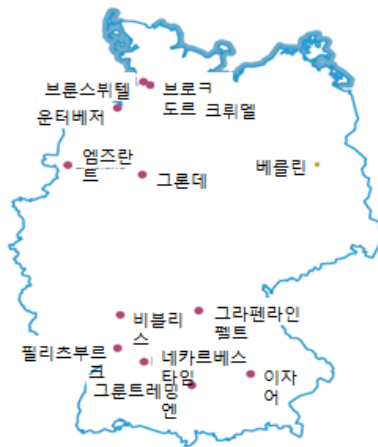 브룬스뷔텔
브로ㅋ
도르 크뤼멜
운터베저
엠즈란
트
그론데
베를린
비블리
스
그라펜라인
펠트
필리츠부르
크
네카르베스
타임
그룬트레밍
엔
이자
어